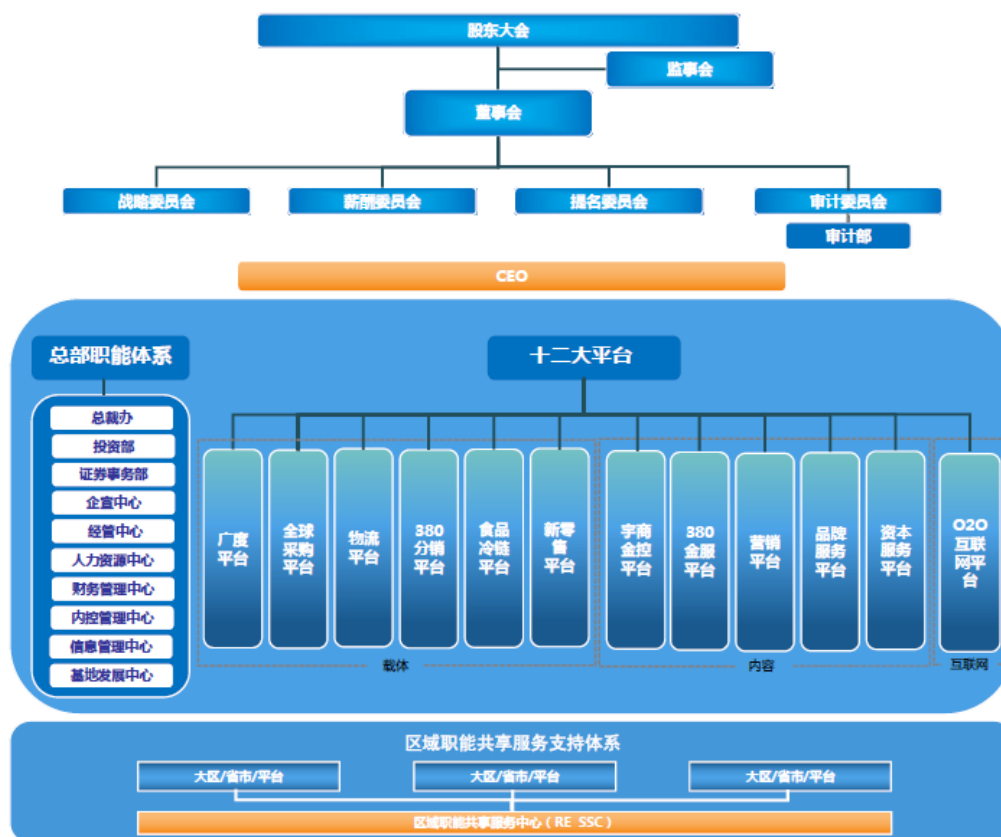 股东大会
监事会
董事会
战略委员会
薪酬委员会
提名委员会
审计委员会
审计部
CEO
总部职能体系
十二大平台
总裁办
投资部
证券事务部
企宣中心
经管中心
人力资源中心
财务管理中心
内控管理中心
信息管理中心
基地发展中心
广度
平台
全球
采购
平台
物流
平台
380
分销
平台
食品
冷链
平台
新零
售
平台
宇商
金控
平台
380
金服
平台
营销
平台
品牌
服务
平台
资本
服务
平台
O2O
互联
网平
台
载体
内容
互联网
区域职能共享服务支持体系
大区/省市/平台
大区/省市/平台
大区/省市/平台
区域职能共享服务中心（RE SSC）